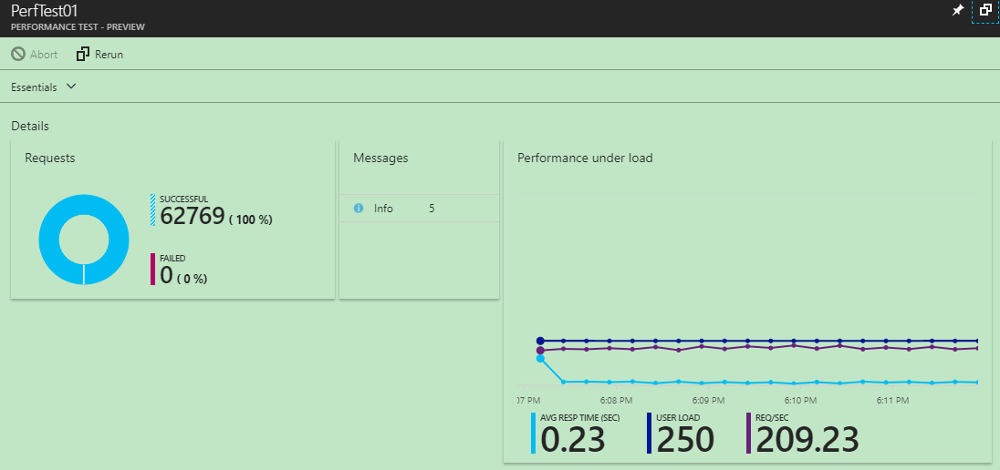 PerfTest01
PERFORMANCE TEST - PREVIEW
Abort Rerun
Essentials
Details
Requests
SUCCESSFUL
62769 ( 100 %)
FAILED
0 ( 0 %)
Messages
Info 5
Performance under load
07 PM 6:08 PM 6:09 PM 6:10 PM 6:11 PM
AVG RESP TIME (SEC) USER LOAD REQ/SEC
0.23 250 209.23